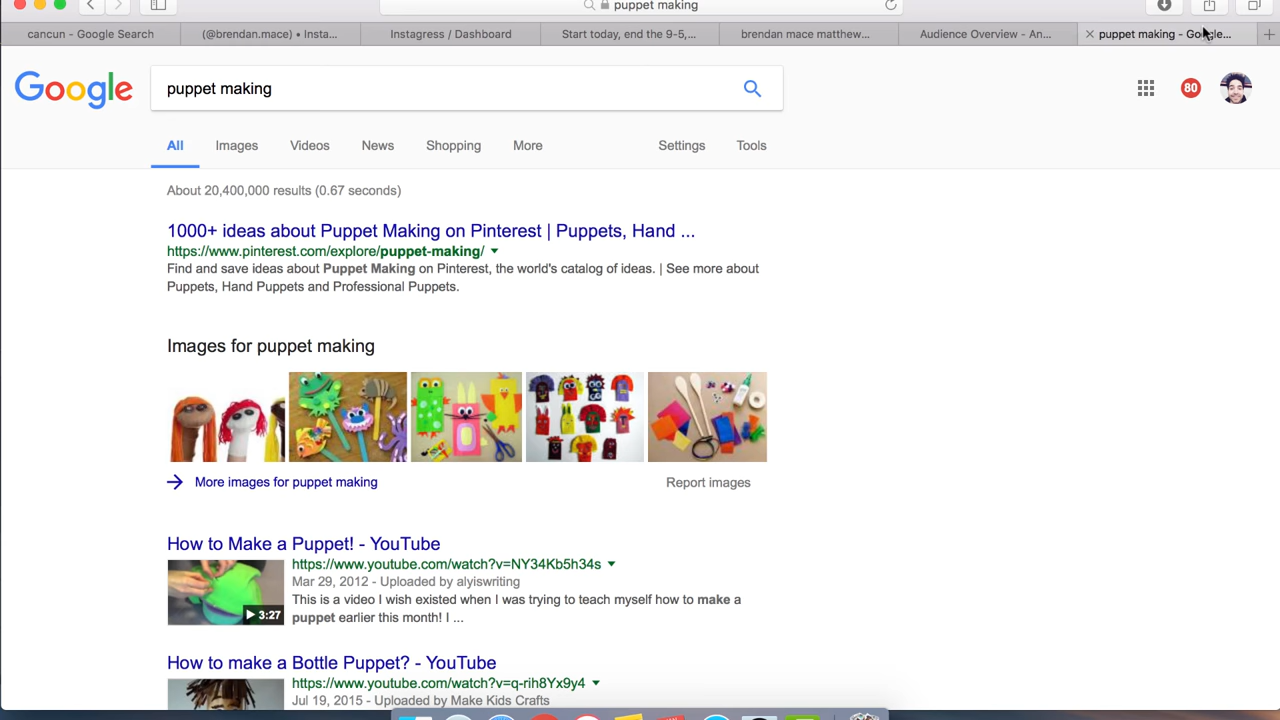 puppet making
cancun - Google Search
(@brendan.mace) • Insta...
Instagress / Dashboard
Start today, end the 9-5,...
brendan mace matthew...
Audience Overview - An...
puppet making - Google...
Google
puppet making
80
All
Images
Videos
News
Shopping
More
Settings
Tools
About 20,400,000 results (0.67 seconds)
1000+ ideas about Puppet Making on Pinterest | Puppets, Hand ...
https://www.pinterest.com/explore/puppet-making/
Find and save ideas about Puppet Making on Pinterest, the world's catalog of ideas. | See more about
Puppets, Hand Puppets and Professional Puppets.
Images for puppet making
More images for puppet making
Report images
How to Make a Puppet! - YouTube
https://www.youtube.com/watch?v=NY34Kb5h34s
Mar 29, 2012 - Uploaded by alyiswriting
3:27
This is a video I wish existed when I was trying to teach myself how to make a
puppet earlier this month! I ...
How to make a Bottle Puppet? - YouTube
https://www.youtube.com/watch?v=q-rih8Yx9y4
Jul 19, 2015 - Uploaded by Make Kids Crafts